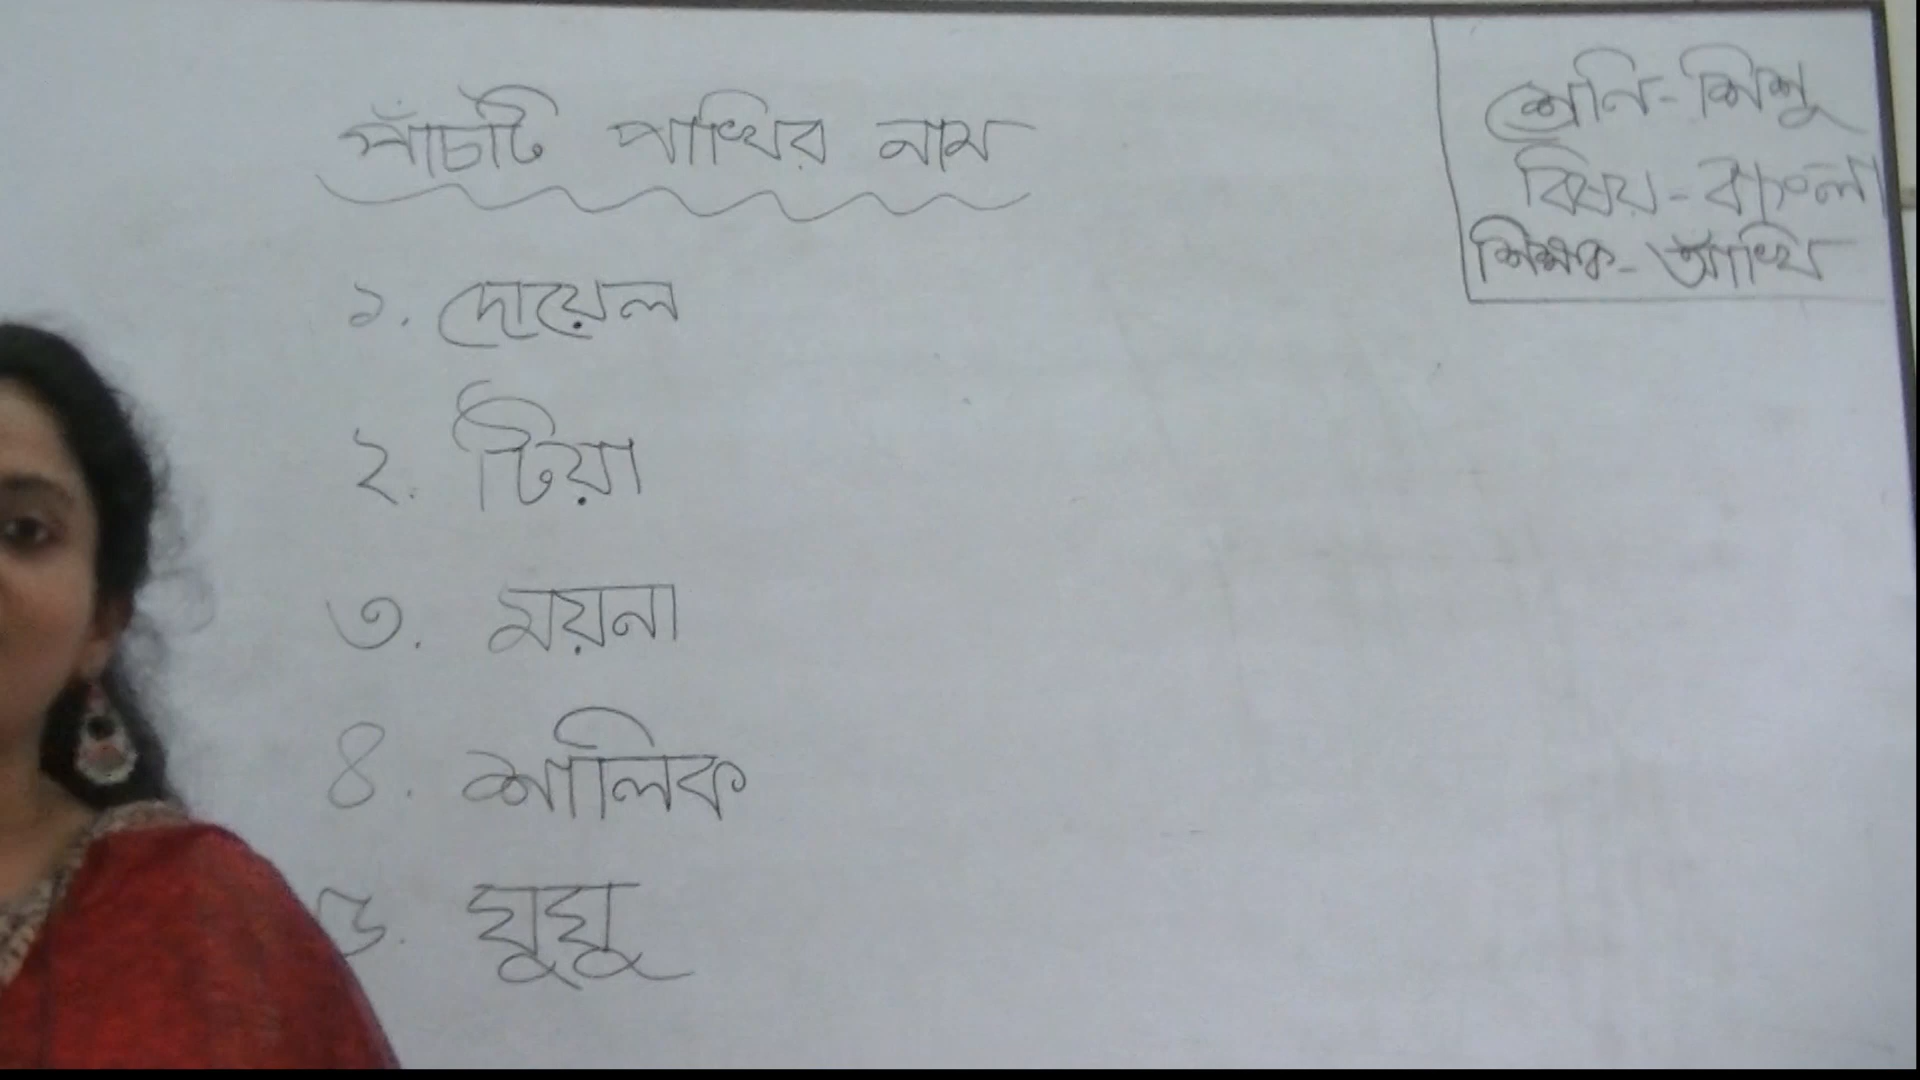 পাঁচটি পাখির নাম
১. দোয়েল
২. টিয়া
৩. ময়না
৪. শালিক
৫. ঘুঘু
শ্রেণি - শিশু
বিষয় - বাংলা
শিক্ষক - আঁখি